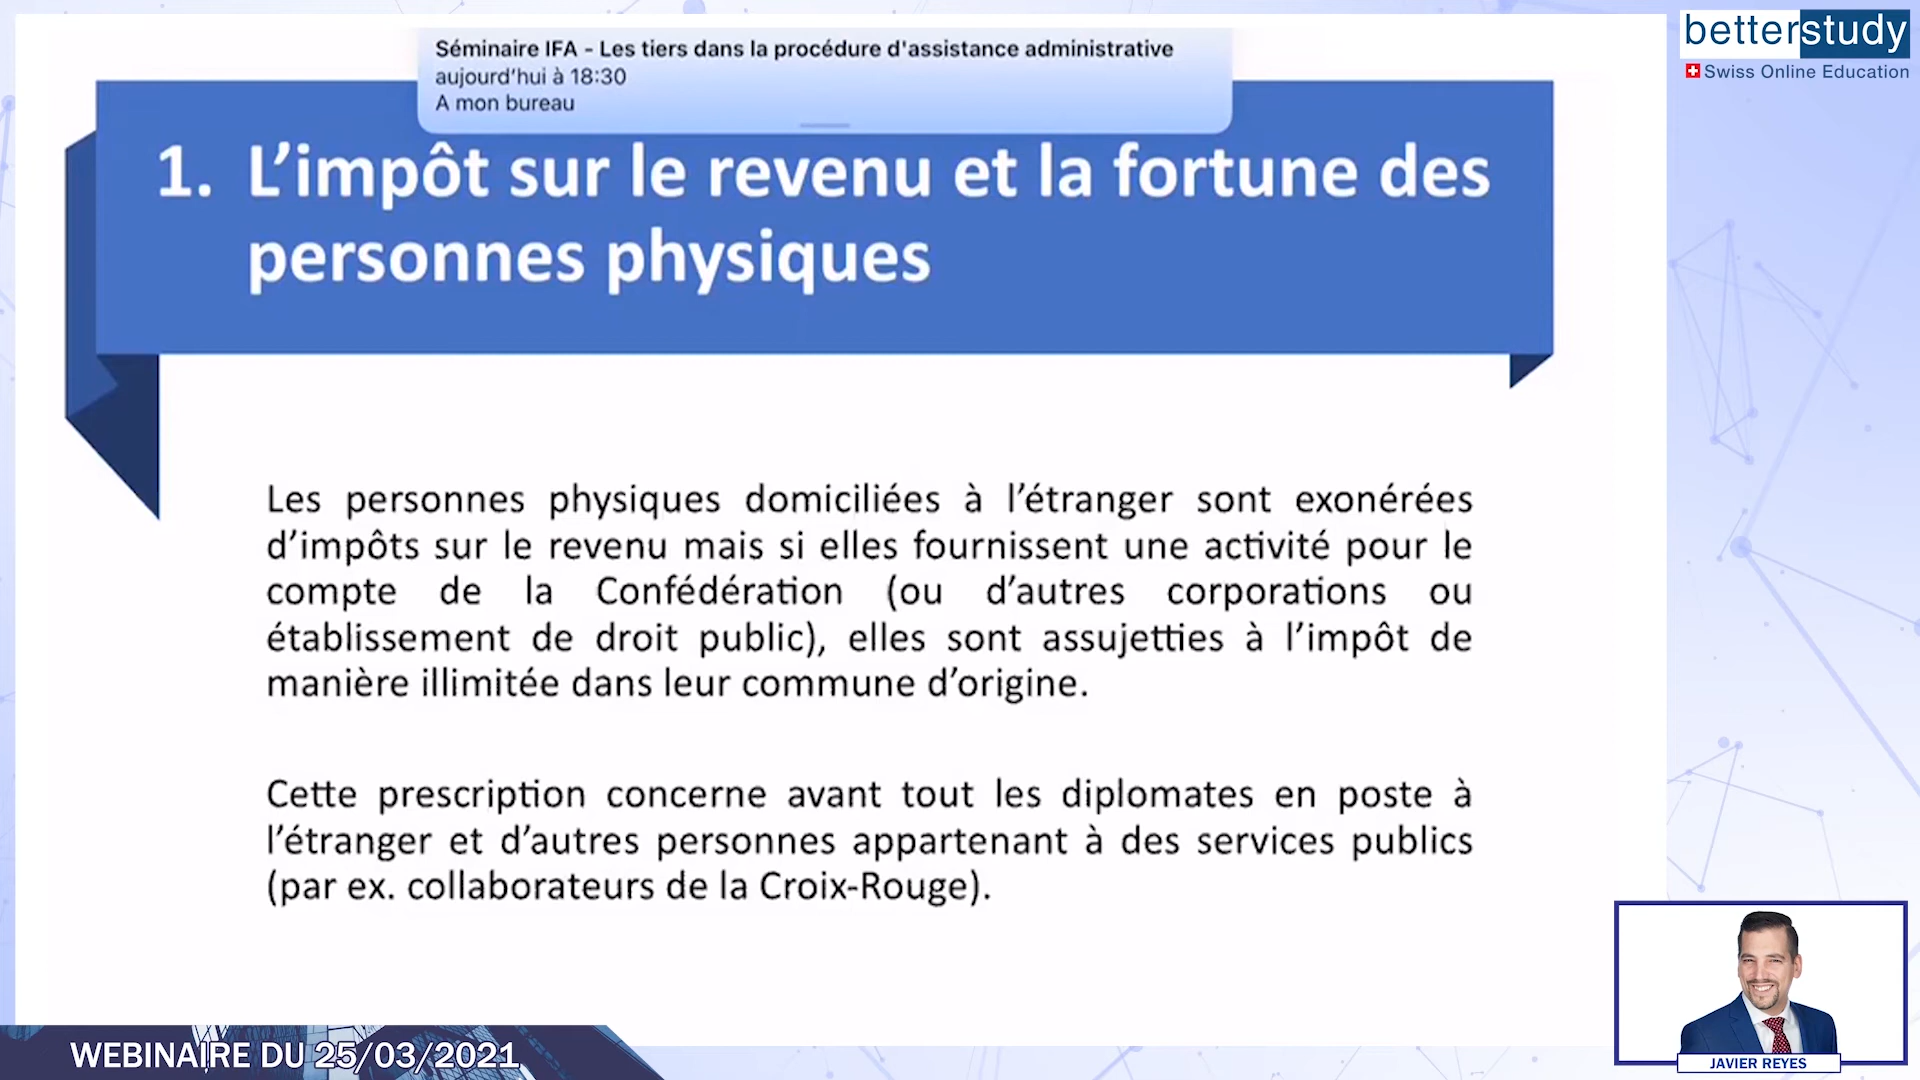 betterstudy
Swiss Online Education
Séminaire IFA - Les tiers dans la procédure d'assistance administrative
aujourd'hui à 18:30
A mon bureau
1. L’impôt sur le revenu et la fortune des
personnes physiques
Les personnes physiques domiciliées à l’étranger sont exonérées
d’impôts sur le revenu mais si elles fournissent une activité pour le
compte de la Confédération (ou d’autres corporations ou
établissement de droit public), elles sont assujetties à l’impôt de
manière illimitée dans leur commune d’origine.
Cette prescription concerne avant tout les diplomates en poste à
l’étranger et d’autres personnes appartenant à des services publics
(par ex. collaborateurs de la Croix-Rouge).
WEBINAIRE DU 25/03/2021
JAVIER REYES